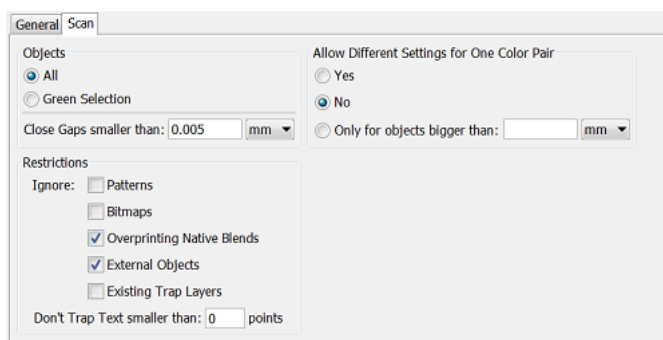 General Scan
Objects
All
Green Selection
Close Gaps smaller than: 0.005 mm
Allow Different Settings for One Color Pair
Yes
No
Only for objects bigger than: mm
Restrictions
Ignore: Patterns
Bitmaps
Overprinting Native Blends
External Objects
Existing Trap Layers
Don't Trap Text smaller than: 0 points